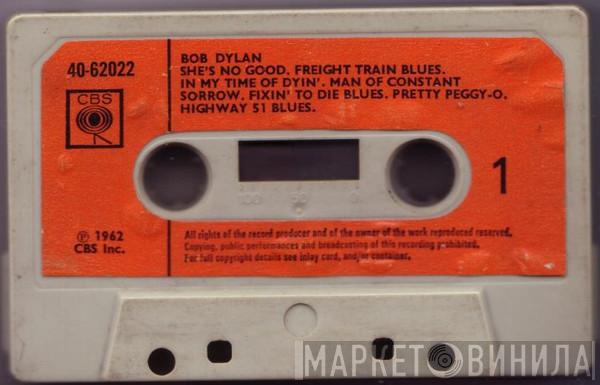 40-62022
CBS
BOB DYLAN
SHE'S NO GOOD. FREIGHT TRAIN BLUES.
IN MY TIME OF DYIN'. MAN OF CONSTANT
SORROW. FIXIN' TO DIE BLUES. PRETTY PEGGY-O.
HIGHWAY 51 BLUES.
100 50 0
1
℗ 1962
CBS Inc.
All rights of the record producer and of the owner of the work reproduced reserved.
Copying, public performances and broadcasting of this recording prohibited.
For full copyright details see inlay card, and/or container.
МАРКЕТ ВИНИЛА